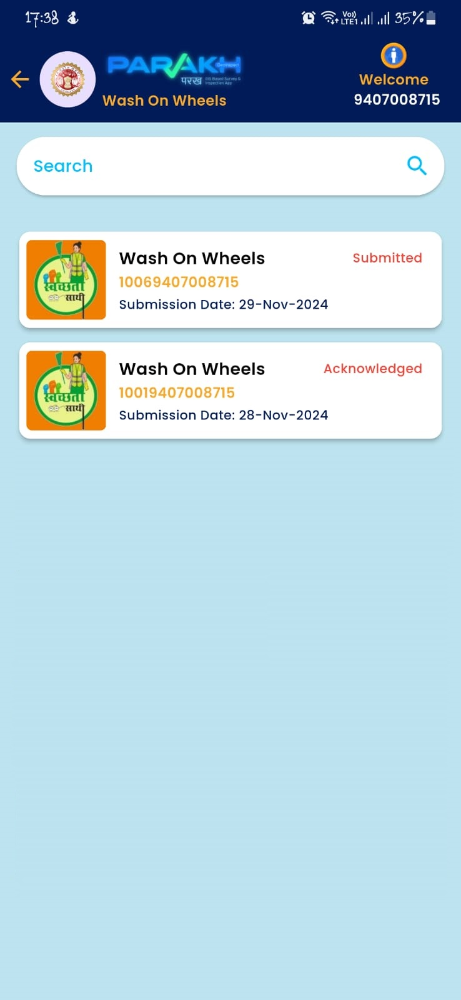 17:38
Vo))
LTE1
35%
PARAKH
GeoInspect
परख
GIS Based Survey &
Inspection App
Wash On Wheels
Welcome
9407008715
Search
स्वच्छता
साथी
Wash On Wheels
Submitted
10069407008715
Submission Date: 29-Nov-2024
स्वच्छता
साथी
Wash On Wheels
Acknowledged
10019407008715
Submission Date: 28-Nov-2024